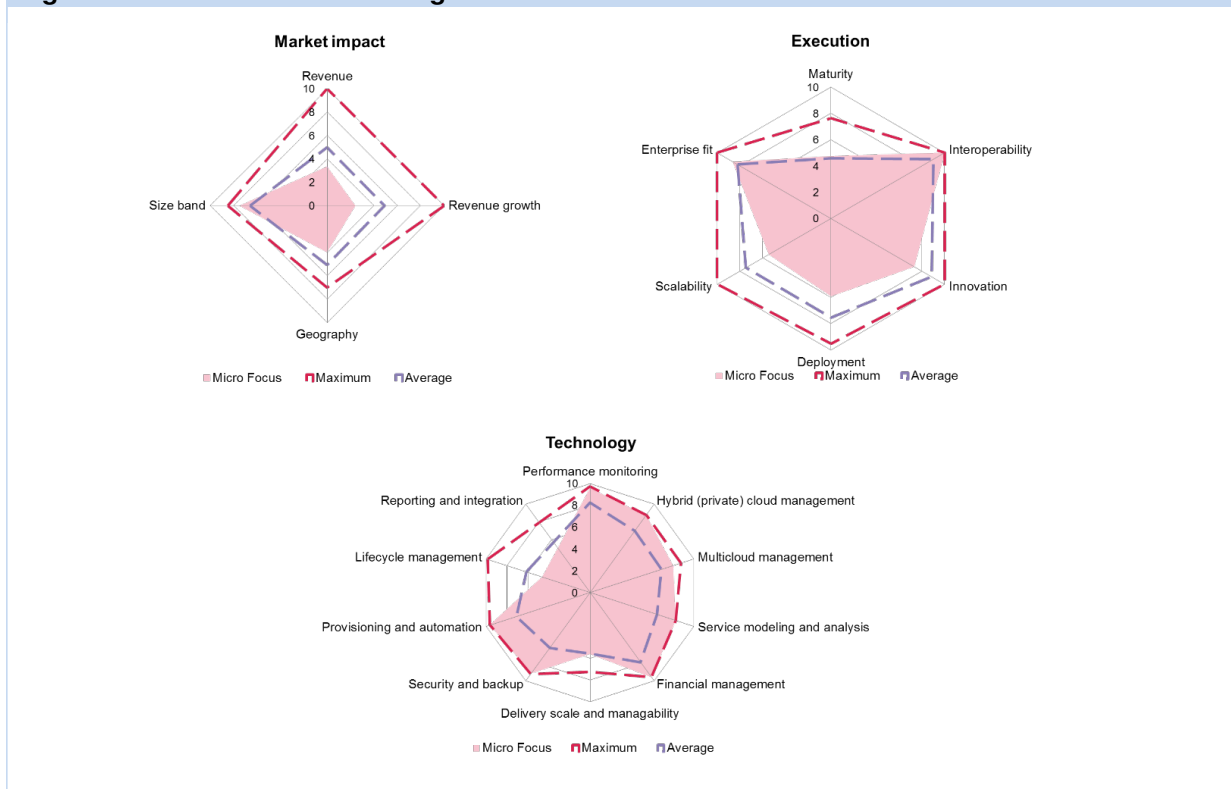 Market impact
Revenue
10
8
6
4
2
0
Size band
Revenue growth
Geography
Micro Focus
Maximum
Average
Execution
Maturity
10
8
6
4
2
0
Enterprise fit
Interoperability
Scalability
Innovation
Deployment
Micro Focus
Maximum
Average
Technology
Performance monitoring
10
8
6
4
2
0
Reporting and integration
Hybrid (private) cloud management
Lifecycle management
Multicloud management
Provisioning and automation
Service modeling and analysis
Security and backup
Financial management
Delivery scale and managability
Micro Focus
Maximum
Average